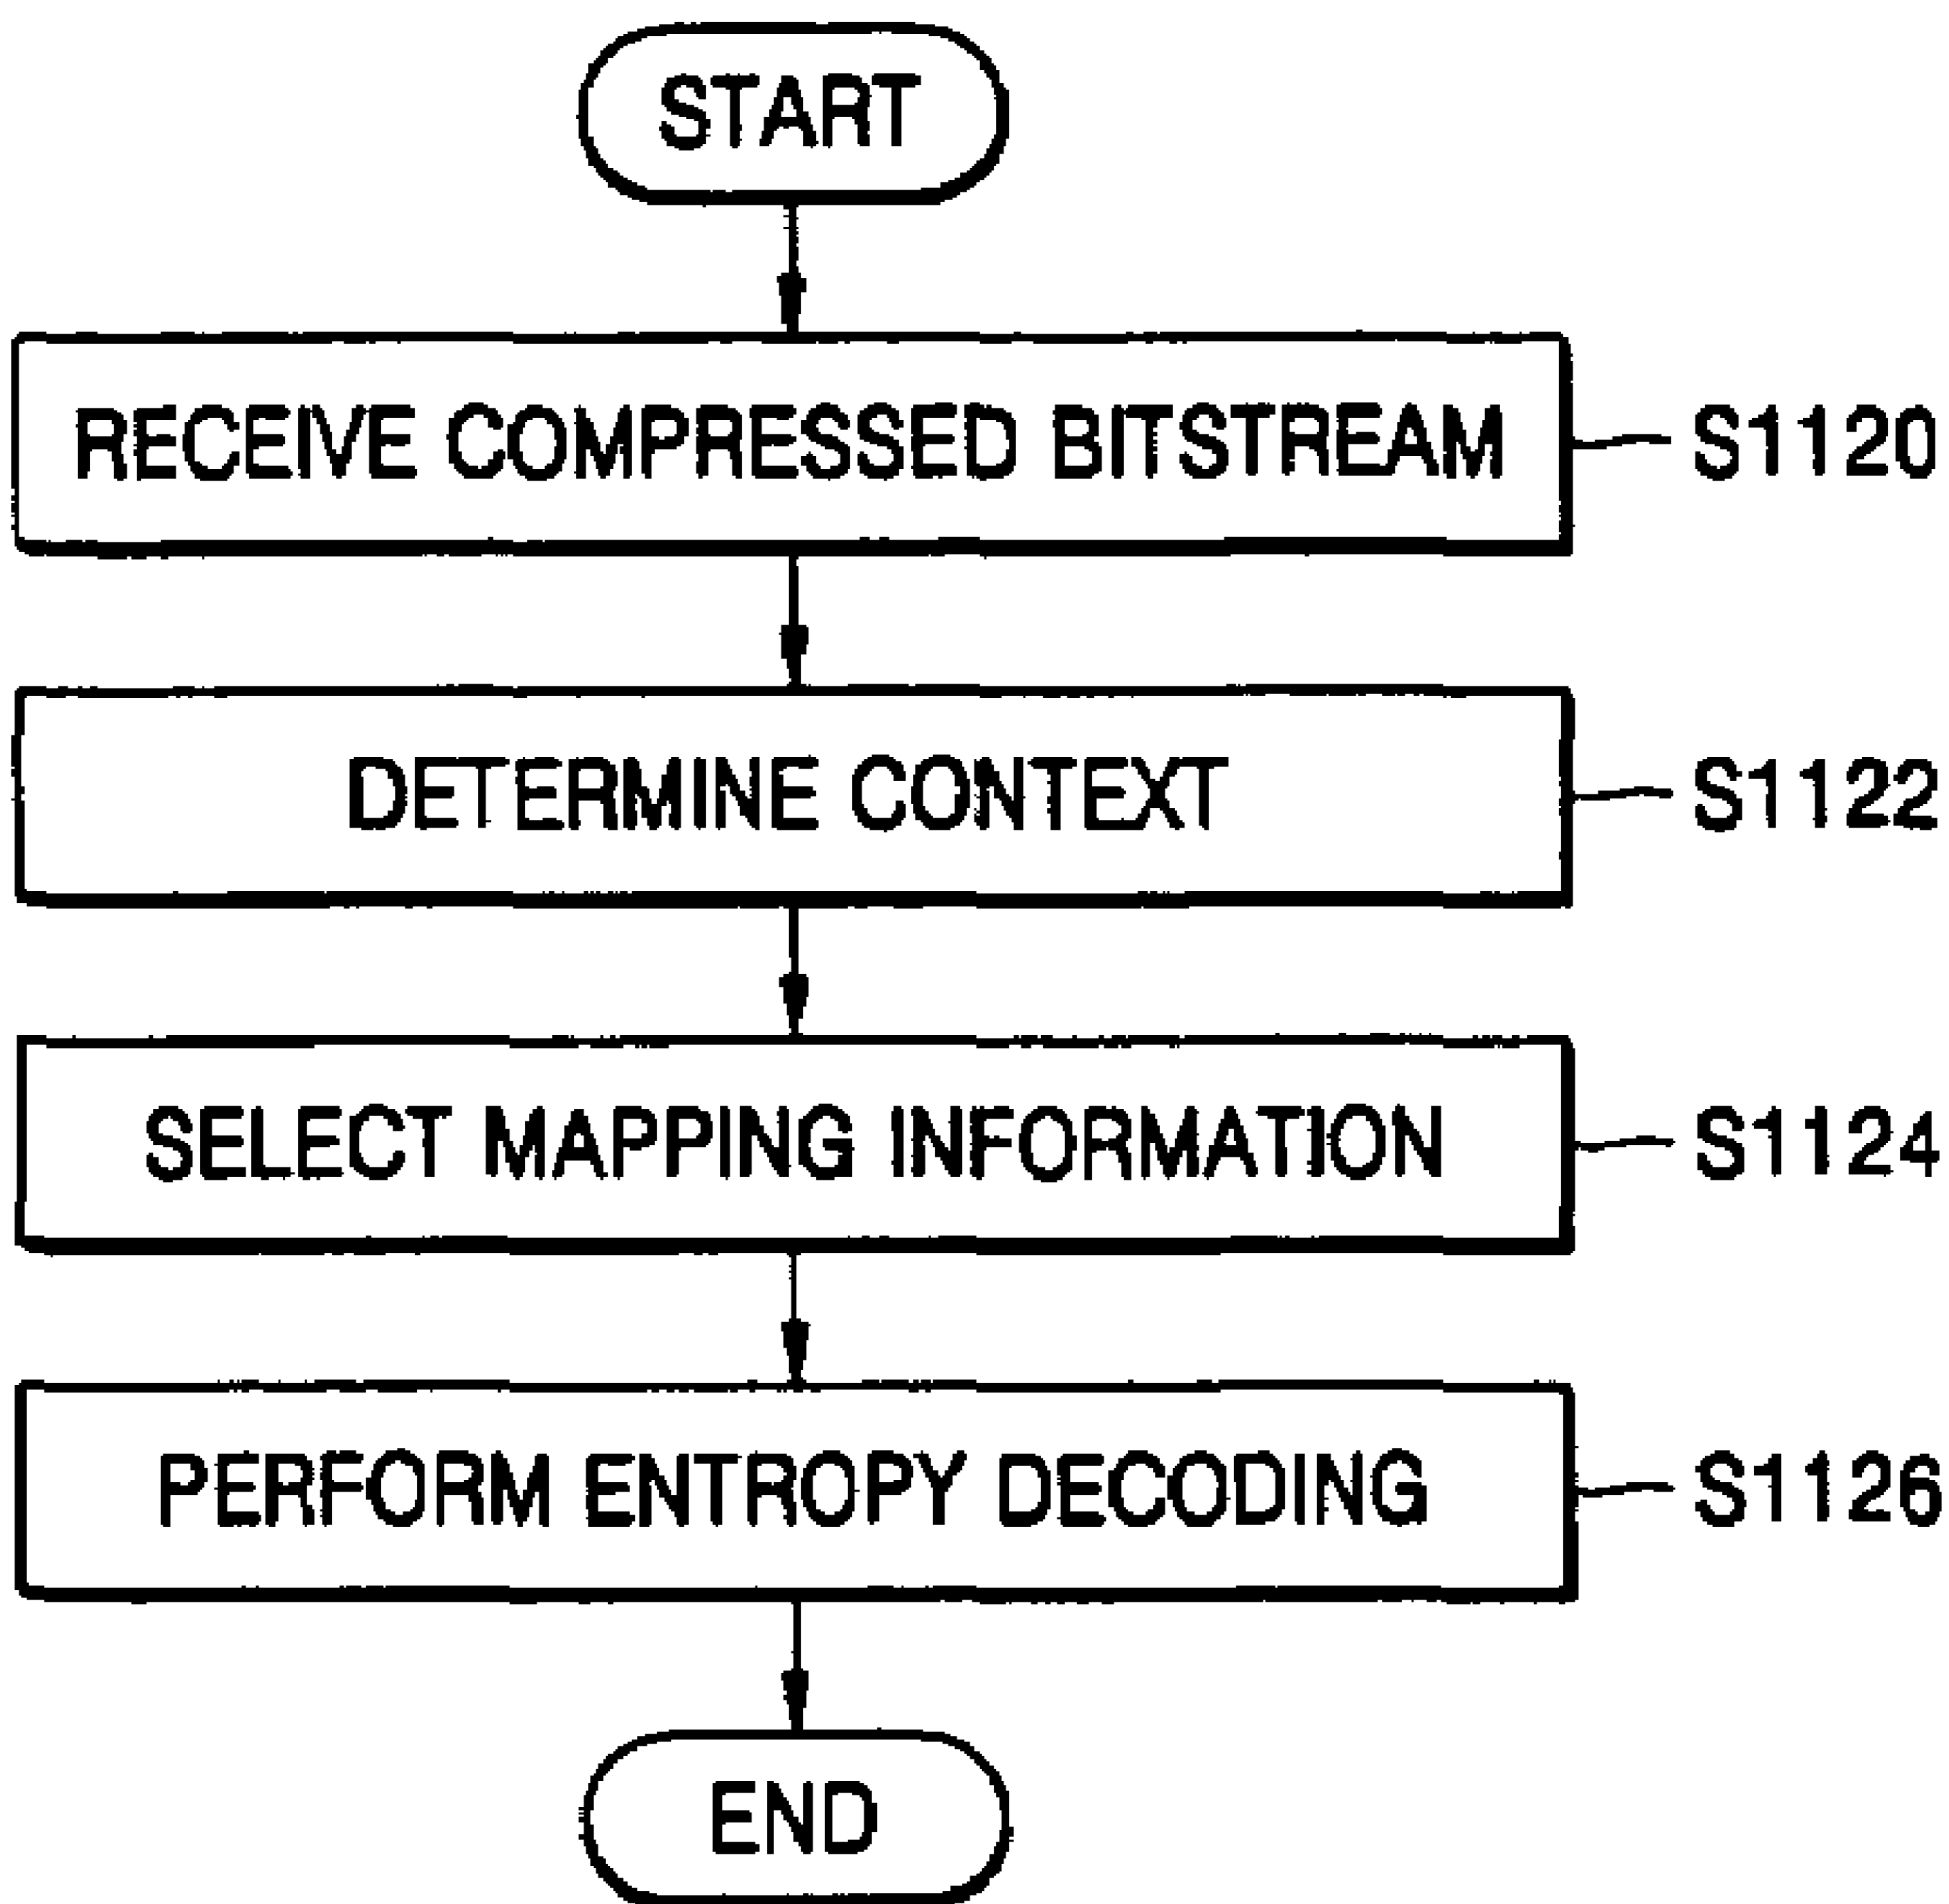 START
RECEIVE COMPRESSED BITSTREAM S1120
DETERMINE CONTEXT S1122
SELECT MAPPING INFORMATION S1124
PERFORM ENTROPY DECODING S1126
END